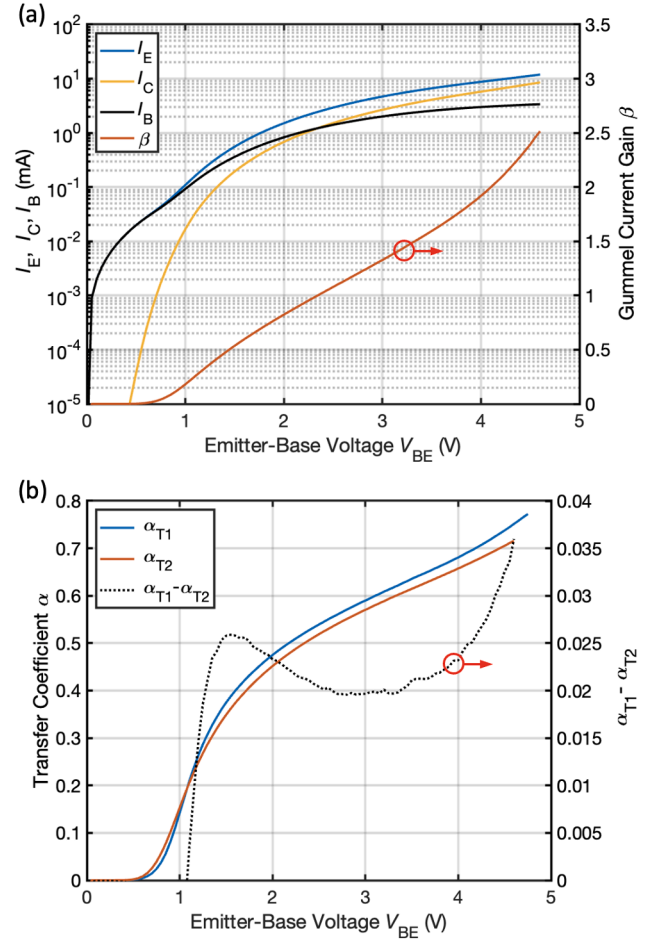 (a)
10²
10¹
10⁰
10⁻¹
10⁻²
10⁻³
10⁻⁴
10⁻⁵
I_E, I_C, I_B (mA)
I_E
I_C
I_B
β
3.5
3
2.5
2
1.5
1
0.5
0
Gummel Current Gain β
0 1 2 3 4 5
Emitter-Base Voltage V_BE (V)
(b)
0.8
0.7
0.6
0.5
0.4
0.3
0.2
0.1
0
Transfer Coefficient α
α_T1
α_T2
α_T1-α_T2
0.04
0.035
0.03
0.025
0.02
0.015
0.01
0.005
0
α_T1- α_T2
0 1 2 3 4 5
Emitter-Base Voltage V_BE (V)